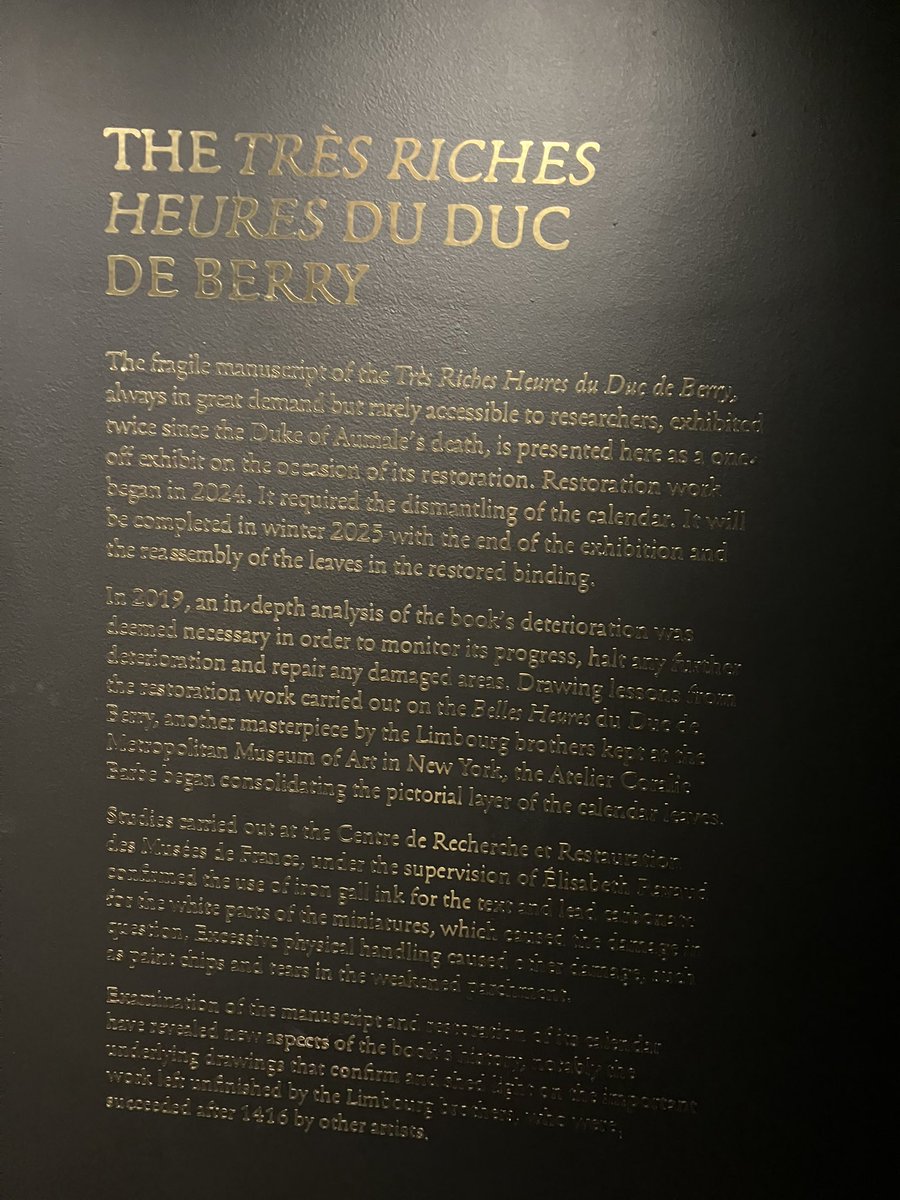 THE TRÈS RICHES
HEURES DU DUC
DE BERRY
The fragile manuscript of the Très Riches Heures du Duc de Berry,
always in great demand but rarely accessible to researchers, exhibited
twice since the Duke of Aumale's death, is presented here as a one-
off exhibit on the occasion of its restoration. Restoration work
began in 2024. It required the dismantling of the calendar. It will
be completed in winter 2025 with the end of the exhibition and
the reassembly of the leaves in the restored binding.
In 2019, an in-depth analysis of the book's deterioration was
deemed necessary in order to monitor its progress, halt any further
deterioration and repair any damaged areas. Drawing lessons from
the restoration work carried out on the Belles Heures du Duc de
Berry, another masterpiece by the Limbourg brothers kept at the
Metropolitan Museum of Art in New York, the Atelier Coralie
Barbe began consolidating the pictorial layer of the calendar leaves.
Studies carried out at the Centre de Recherche et Restauration
des Musées de France, under the supervision of Élisabeth Ravaud
confirmed the use of iron gall ink for the text and lead carbonate
for the white parts of the miniatures, which caused the damage in
question. Excessive physical handling caused other damage, such
as paint chips and tears in the weakened parchment.
Examination of the manuscript and restoration of its calendar
have revealed new aspects of the book's history, notably the
underlying drawings that confirm and shed light on the important
work left unfinished by the Limbourg brothers, who were,
succeeded after 1416 by other artists.